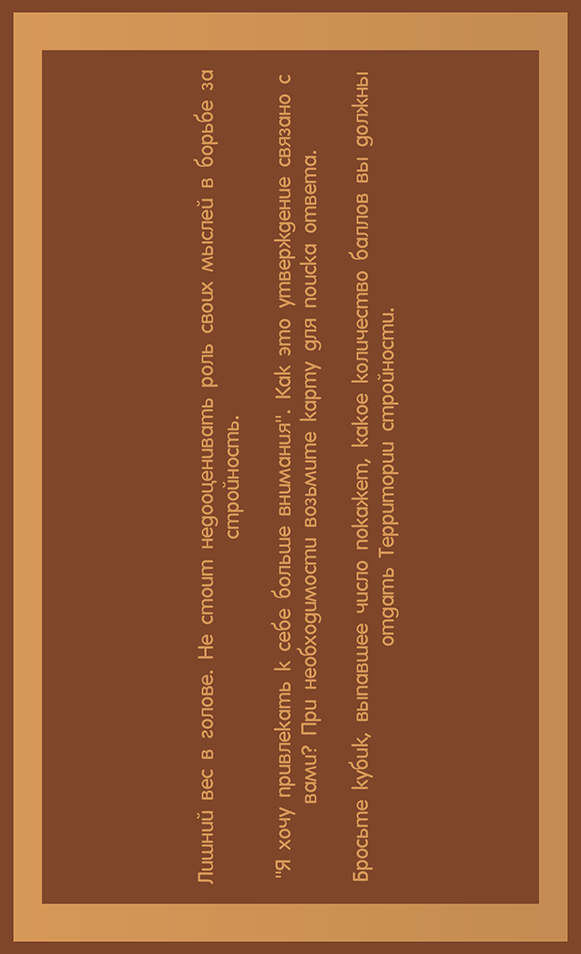 Лишний вес в голове. Не стоит недооценивать роль своих мыслей в борьбе за
стройность.
"Я хочу привлекать к себе больше внимания". Как это утверждение связано с
вами? При необходимости возьмите карту для поиска ответа.
Бросьте кубик, выпавшее число покажет, какое количество баллов вы должны
отдать Территории стройности.